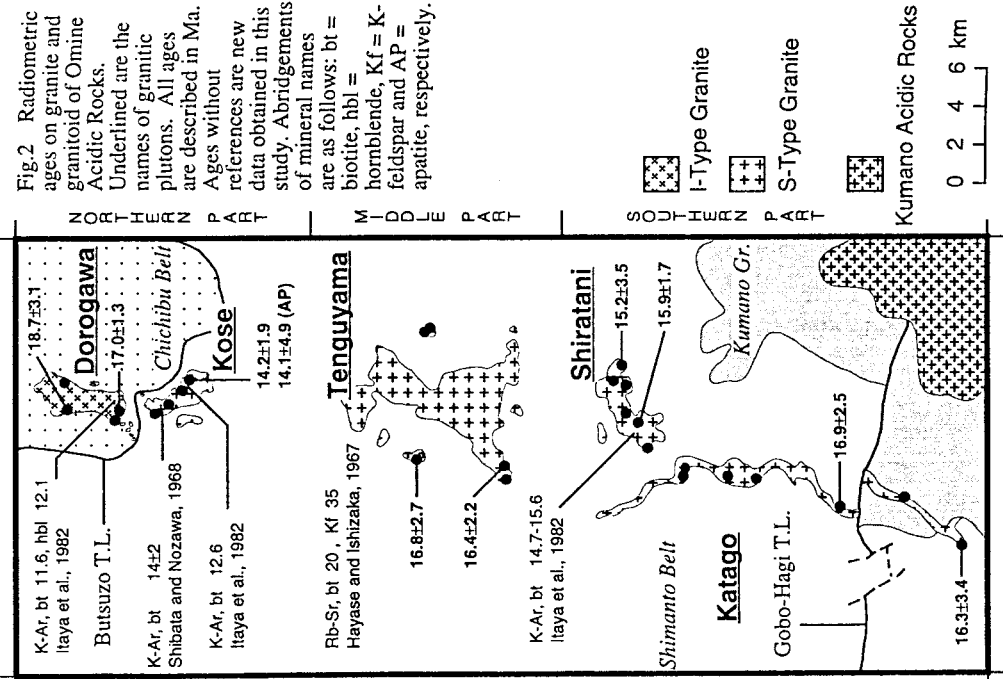 Fig.2 Radiometric
ages on granite and
granitoid of Omine
Acidic Rocks.
Underlined are the
names of granitic
plutons. All ages
are described in Ma.
Ages without
references are new
data obtained in this
study. Abridgements
of mineral names
are as follows: bt =
biotite, hbl =
hornblende, Kf = K-
feldspar and AP =
apatite, respectively.
NORTHERN PART
MIDDLE PART
SOUTHERN PART
K-Ar, bt 11.6, hbl 12.1
Itaya et al., 1982
Butsuzo T.L.
K-Ar, bt 14±2
Shibata and Nozawa, 1968
K-Ar, bt 12.6
Itaya et al., 1982
18.7±3.1
Dorogawa
17.0±1.3
Chichibu Belt
Kose
14.2±1.9
14.1±4.9 (AP)
Rb-Sr, bt 20, Kf 35
Hayase and Ishizaka, 1967
Tenguyama
16.8±2.7
16.4±2.2
K-Ar, bt 14.7-15.6
Itaya et al., 1982
Shiratani
15.2±3.5
15.9±1.7
Shimanto Belt
Katago
Gobo-Hagi T.L.
16.9±2.5
16.3±3.4
Kumano Gr.
I-Type Granite
S-Type Granite
Kumano Acidic Rocks
0 2 4 6 km